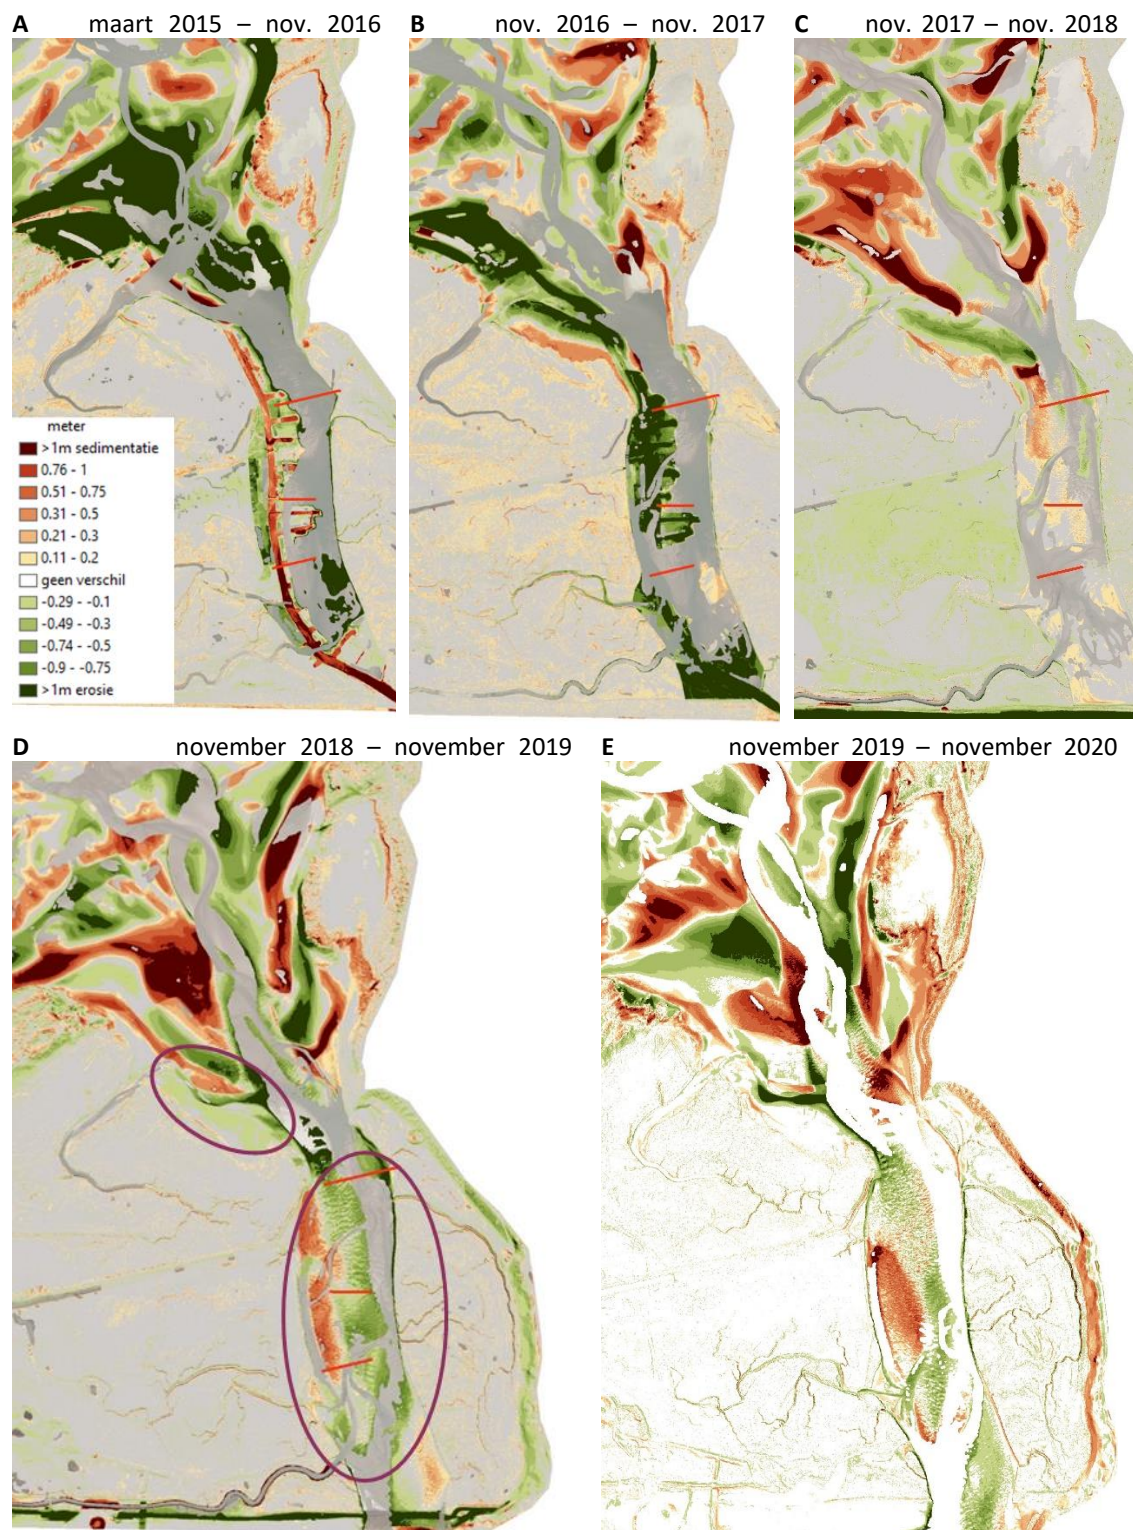 A maart 2015 – nov. 2016
B nov. 2016 – nov. 2017
C nov. 2017 – nov. 2018
meter
>1m sedimentatie
0.76 - 1
0.51 - 0.75
0.31 - 0.5
0.21 - 0.3
0.11 - 0.2
geen verschil
-0.29 - -0.1
-0.49 - -0.3
-0.74 - -0.5
-0.9 - -0.75
>1m erosie
D november 2018 – november 2019
E november 2019 – november 2020